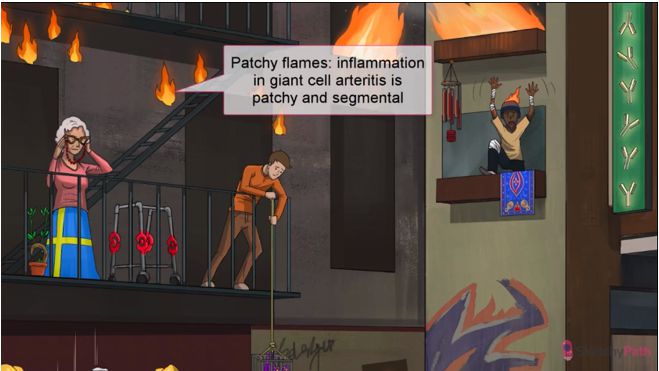 Patchy flames: inflammation
in giant cell arteritis is
patchy and segmental
SketchyPath